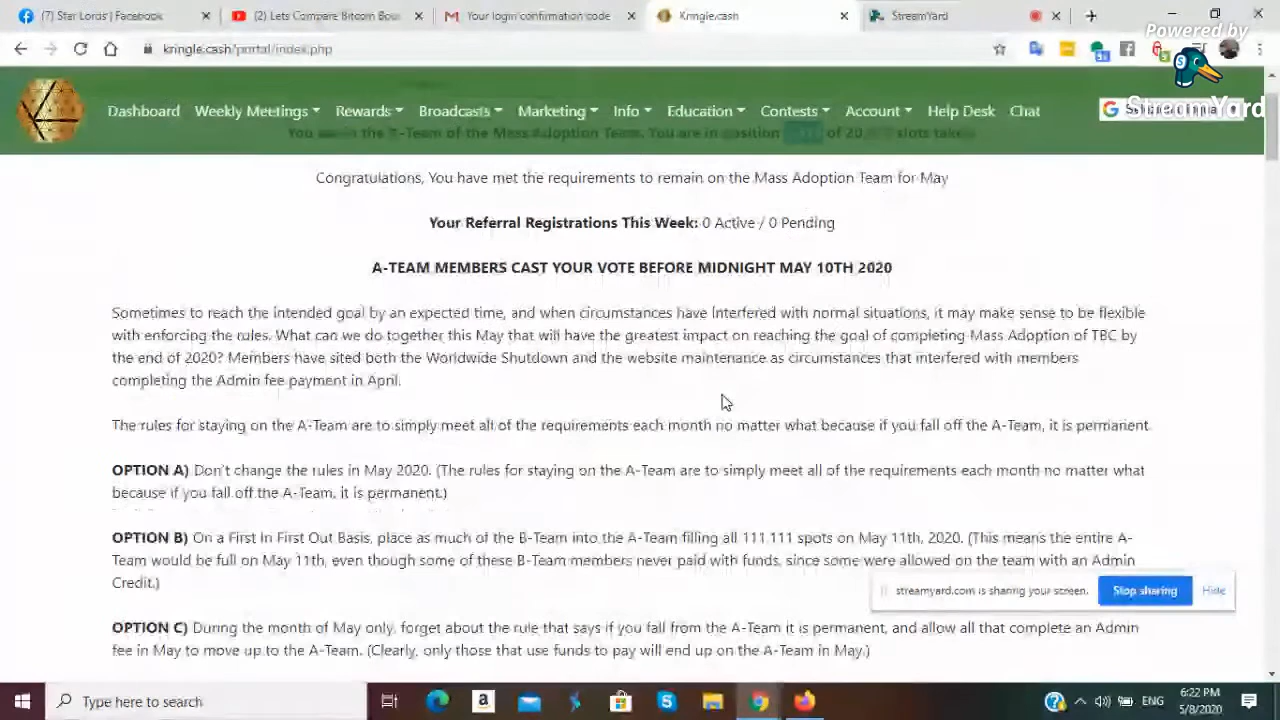 (7) Star Lords | Facebook
(2) Lets Compare Bitcoin Bou
Your login confirmation code
Kringle.cash
StreamYard
Powered by
kringle.cash/portal/index.php
StreamYard
Dashboard Weekly Meetings Rewards Broadcasts Marketing Info Education Contests Account Help Desk Chat
of the Mass Adoption Team. You are in position of 20, slots taken
Congratulations, You have met the requirements to remain on the Mass Adoption Team for May
Your Referral Registrations This Week: 0 Active / 0 Pending
A-TEAM MEMBERS CAST YOUR VOTE BEFORE MIDNIGHT MAY 10TH 2020
Sometimes to reach the intended goal by an expected time, and when circumstances have interfered with normal situations, it may make sense to be flexible
with enforcing the rules. What can we do together this May that will have the greatest impact on reaching the goal of completing Mass Adoption of TBC by
the end of 2020? Members have sited both the Worldwide Shutdown and the website maintenance as circumstances that interfered with members
completing the Admin fee payment in April.
The rules for staying on the A-Team are to simply meet all of the requirements each month no matter what because if you fall off the A-Team, it is permanent.
OPTION A) Don't change the rules in May 2020. (The rules for staying on the A-Team are to simply meet all of the requirements each month no matter what
because if you fall off the A-Team, it is permanent.)
OPTION B) On a First In First Out Basis, place as much of the B-Team into the A-Team filling all 111,111 spots on May 11th, 2020. (This means the entire A-
Team would be full on May 11th, even though some of these B-Team members never paid with funds, since some were allowed on the team with an Admin
Credit.)
streamyard.com is sharing your screen. Stop sharing Hide
OPTION C) During the month of May only, forget about the rule that says if you fall from the A-Team it is permanent, and allow all that complete an Admin
fee in May to move up to the A-Team. (Clearly, only those that use funds to pay will end up on the A-Team in May.)
Type here to search
ENG
6:22 PM
5/8/2020